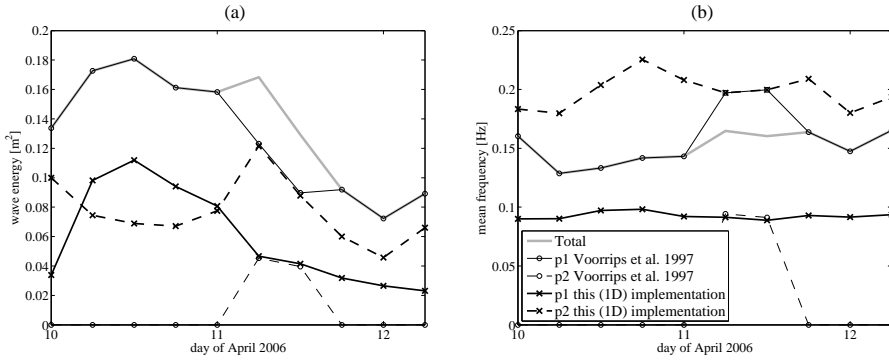 (a)
0.2
0.18
0.16
0.14
0.12
0.1
0.08
0.06
0.04
0.02
0
wave energy [m²]
10
11
12
day of April 2006
(b)
0.25
0.2
0.15
0.1
0.05
0
mean frequency [Hz]
Total
p1 Voorrips et al. 1997
p2 Voorrips et al. 1997
p1 this (1D) implementation
p2 this (1D) implementation
10
11
12
day of April 2006